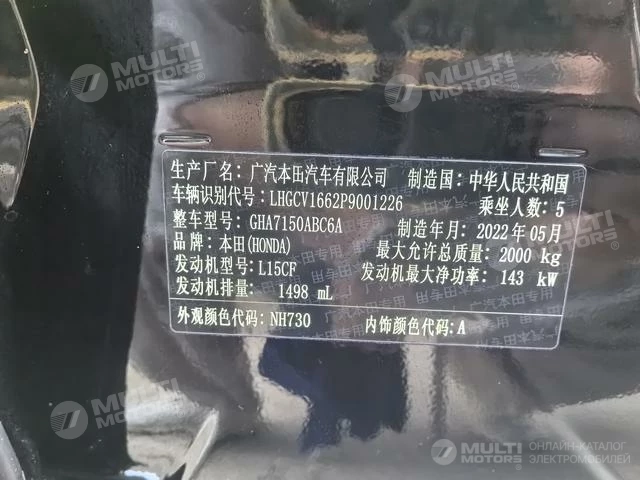 MULTI MOTORS®
MULTI MOTORS®
生产厂名：广汽本田汽车有限公司 制造国：中华人民共和国
车辆识别代号：LHGCV1662P9001226 乘坐人数：5
整车型号：GHA7150ABC6A 制造年月：2022年05月
品牌：本田(HONDA) 最大允许总质量：2000 kg
发动机型号：L15CF 发动机最大净功率：143 kW
发动机排量：1498 mL
外观颜色代码：NH730 内饰颜色代码：A
MULTI MOTORS®
MULTI MOTORS®
MULTI MOTORS® ОНЛАЙН-КАТАЛОГ ЭЛЕКТРОМОБИЛЕЙ